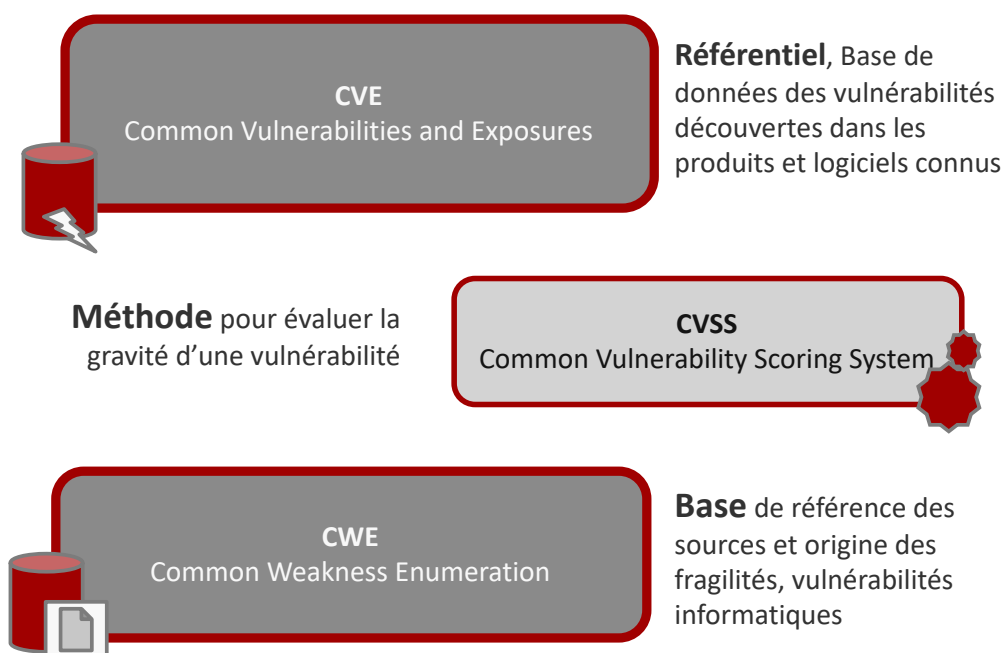 CVE
Common Vulnerabilities and Exposures
Référentiel, Base de
données des vulnérabilités
découvertes dans les
produits et logiciels connus
Méthode pour évaluer la
gravité d’une vulnérabilité
CVSS
Common Vulnerability Scoring System
CWE
Common Weakness Enumeration
Base de référence des
sources et origine des
fragilités, vulnérabilités
informatiques